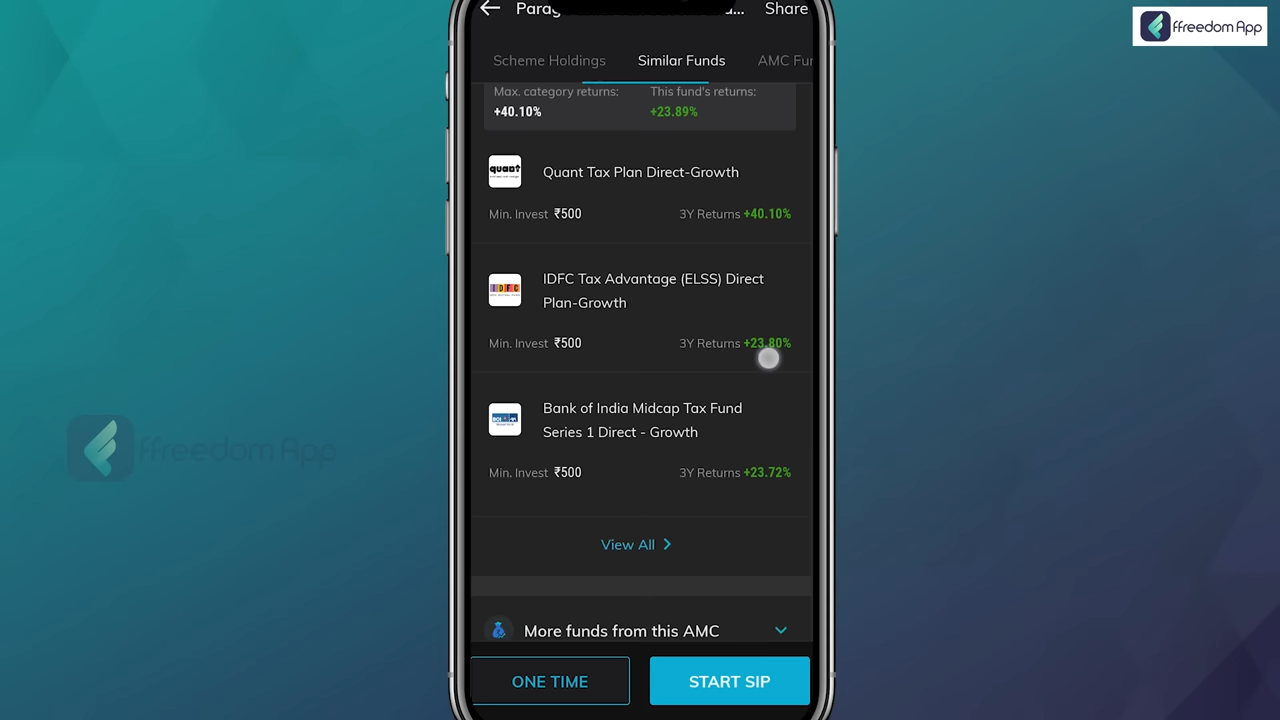 Share
ffreedom App
Scheme Holdings
Similar Funds
AMC Fun
Max. category returns:
This fund's returns:
+40.10%
+23.89%
quant
Quant Tax Plan Direct-Growth
Min. Invest ₹500
3Y Returns +40.10%
IDFC
IDFC Tax Advantage (ELSS) Direct
Plan-Growth
Min. Invest ₹500
3Y Returns +23.80%
Bank of India Midcap Tax Fund
Series 1 Direct - Growth
Min. Invest ₹500
3Y Returns +23.72%
ffreedom App
View All
More funds from this AMC
ONE TIME
START SIP